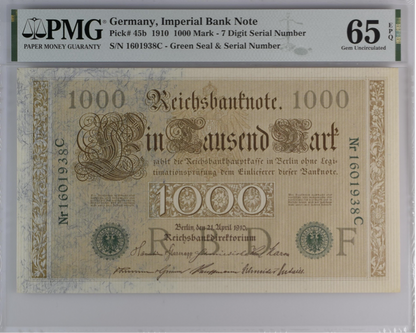 PMG
PAPER MONEY GUARANTY
Germany, Imperial Bank Note
Pick# 45b 1910 1000 Mark - 7 Digit Serial Number
S/N 1601938C - Green Seal & Serial Number
65 EPQ
Gem Uncirculated
1000 Reichsbanknote. 1000
Ein Tausend Mark
zahlt die Reichsbankhauptkasse in Berlin ohne Legi-
timationsprüfung dem Einlieferer dieser Banknote.
1000
Berlin, den 21. April 1910.
Reichsbankdirektorium
R B D F
Nr 1601938C
Nr 1601938C